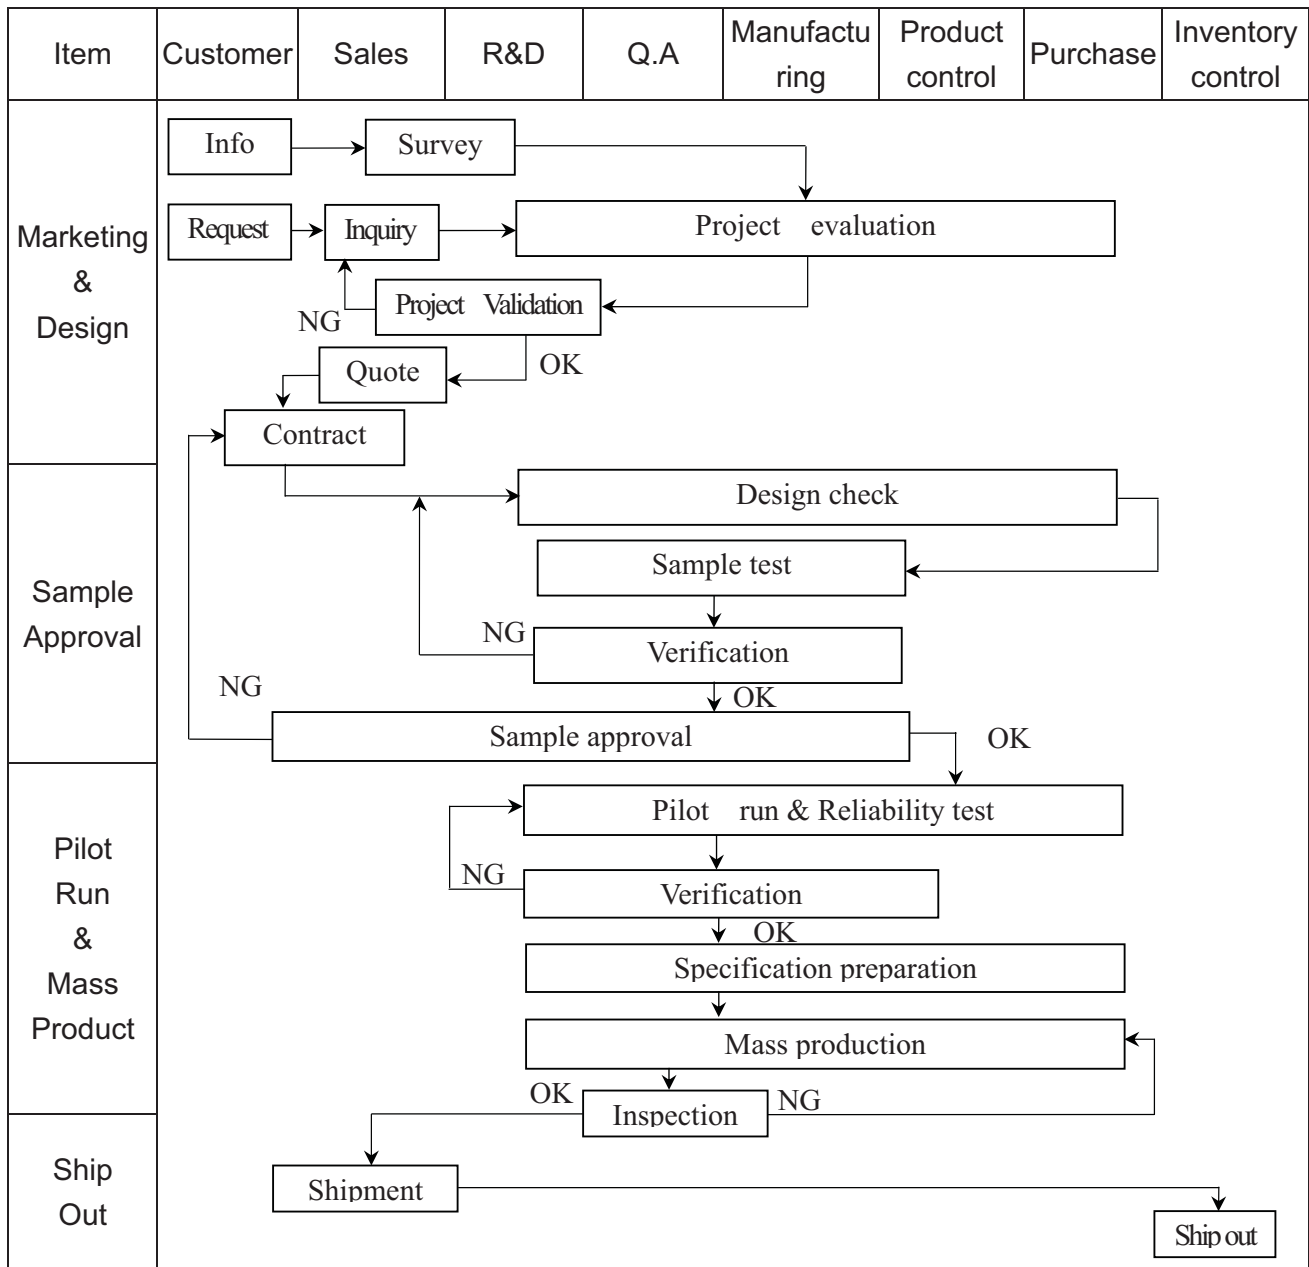 Item
Customer
Sales
R&D
Q.A
Manufactu
ring
Product
control
Purchase
Inventory
control
Marketing
&
Design
Info
Survey
Request
Inquiry
Project evaluation
Project Validation
NG
OK
Quote
Contract
Sample
Approval
Design check
Sample test
NG
Verification
NG
OK
Sample approval
OK
Pilot
Run
&
Mass
Product
Pilot run & Reliability test
NG
Verification
OK
Specification preparation
Mass production
OK
Inspection
NG
Ship
Out
Shipment
Ship out